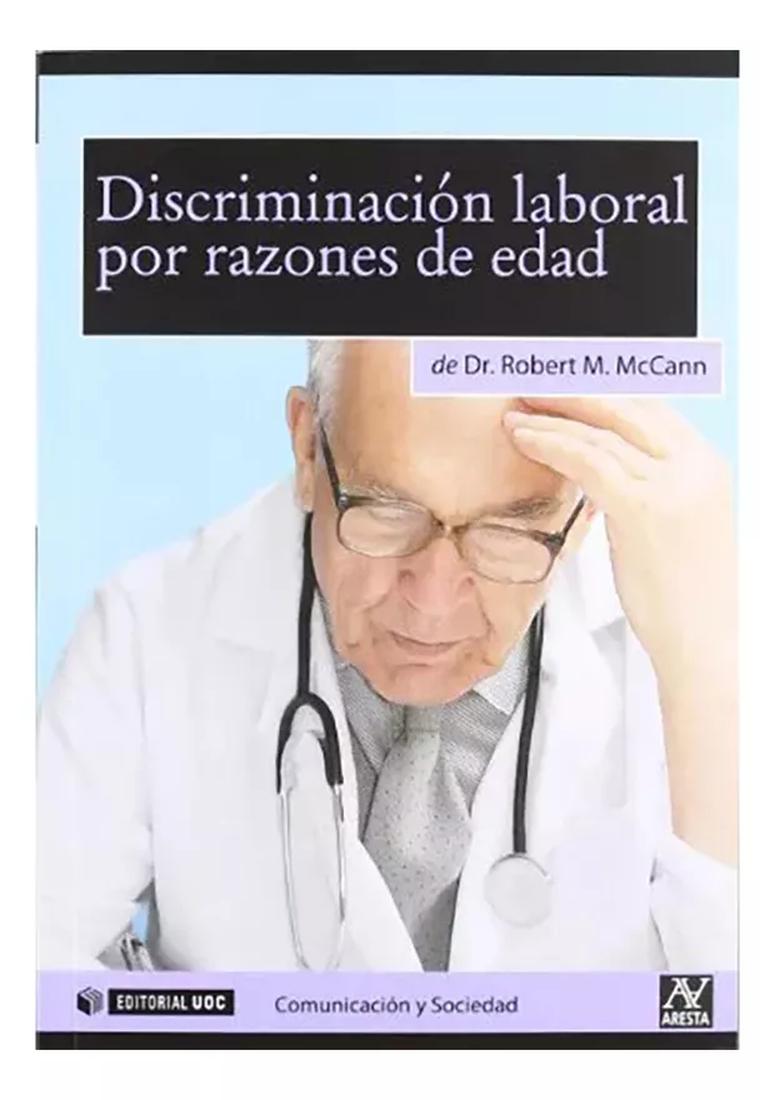 Discriminación laboral
por razones de edad
de Dr. Robert M. McCann
EDITORIAL UOC
Comunicación y Sociedad
ARESTA